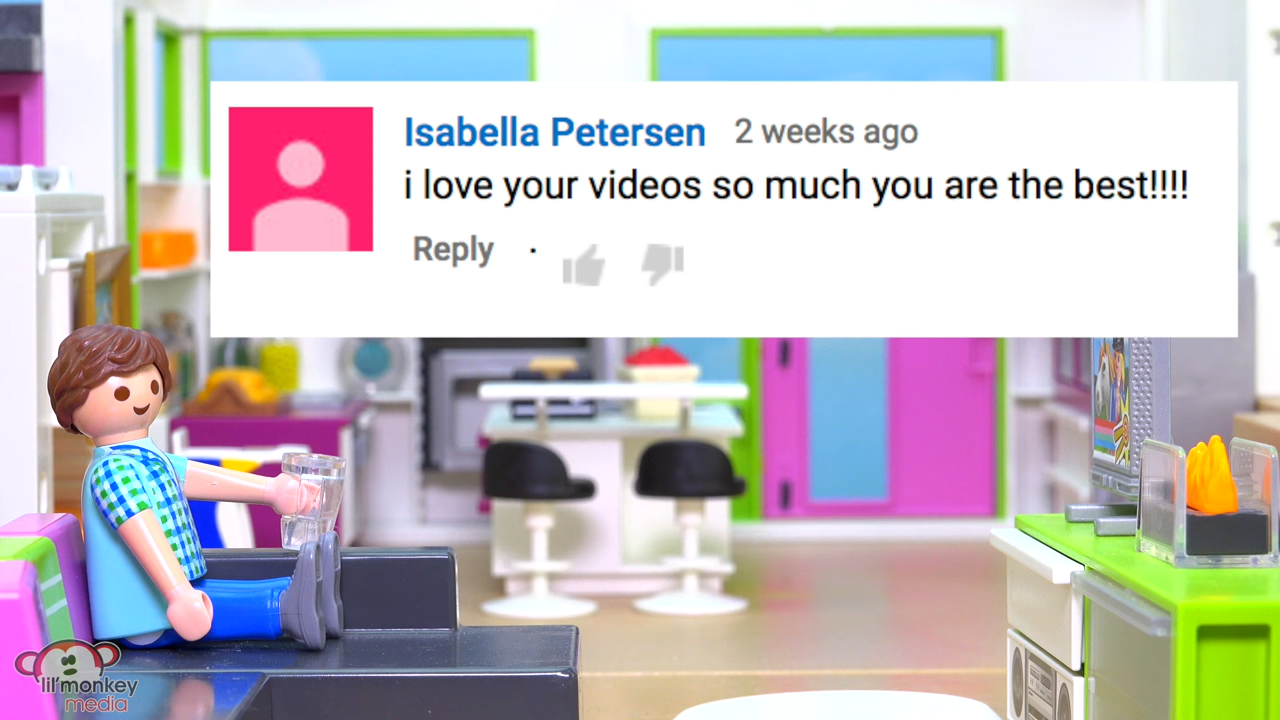 Isabella Petersen 2 weeks ago
i love your videos so much you are the best!!!!
Reply ·
lil'monkey
media